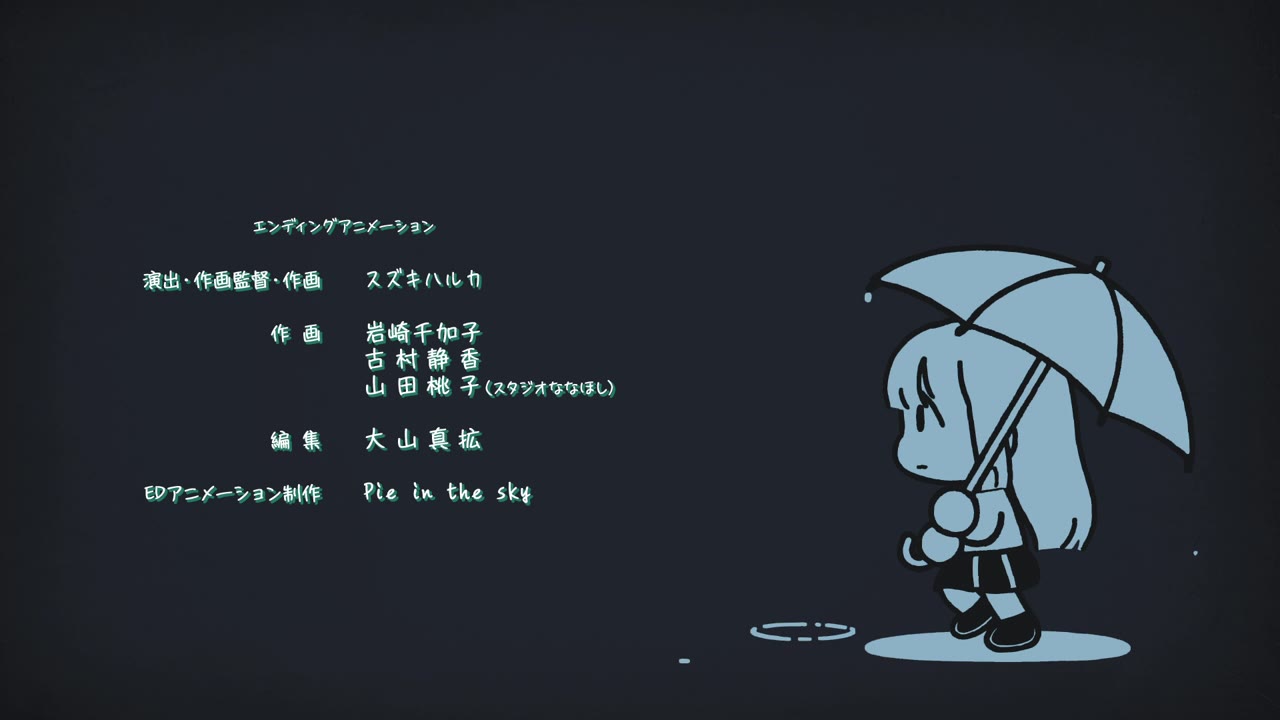 エンディングアニメーション
演出・作画監督・作画 スズキハルカ
作画 岩崎千加子
古村静香
山田桃子(スタジオななほし)
編集 大山真拡
EDアニメーション制作 Pie in the sky